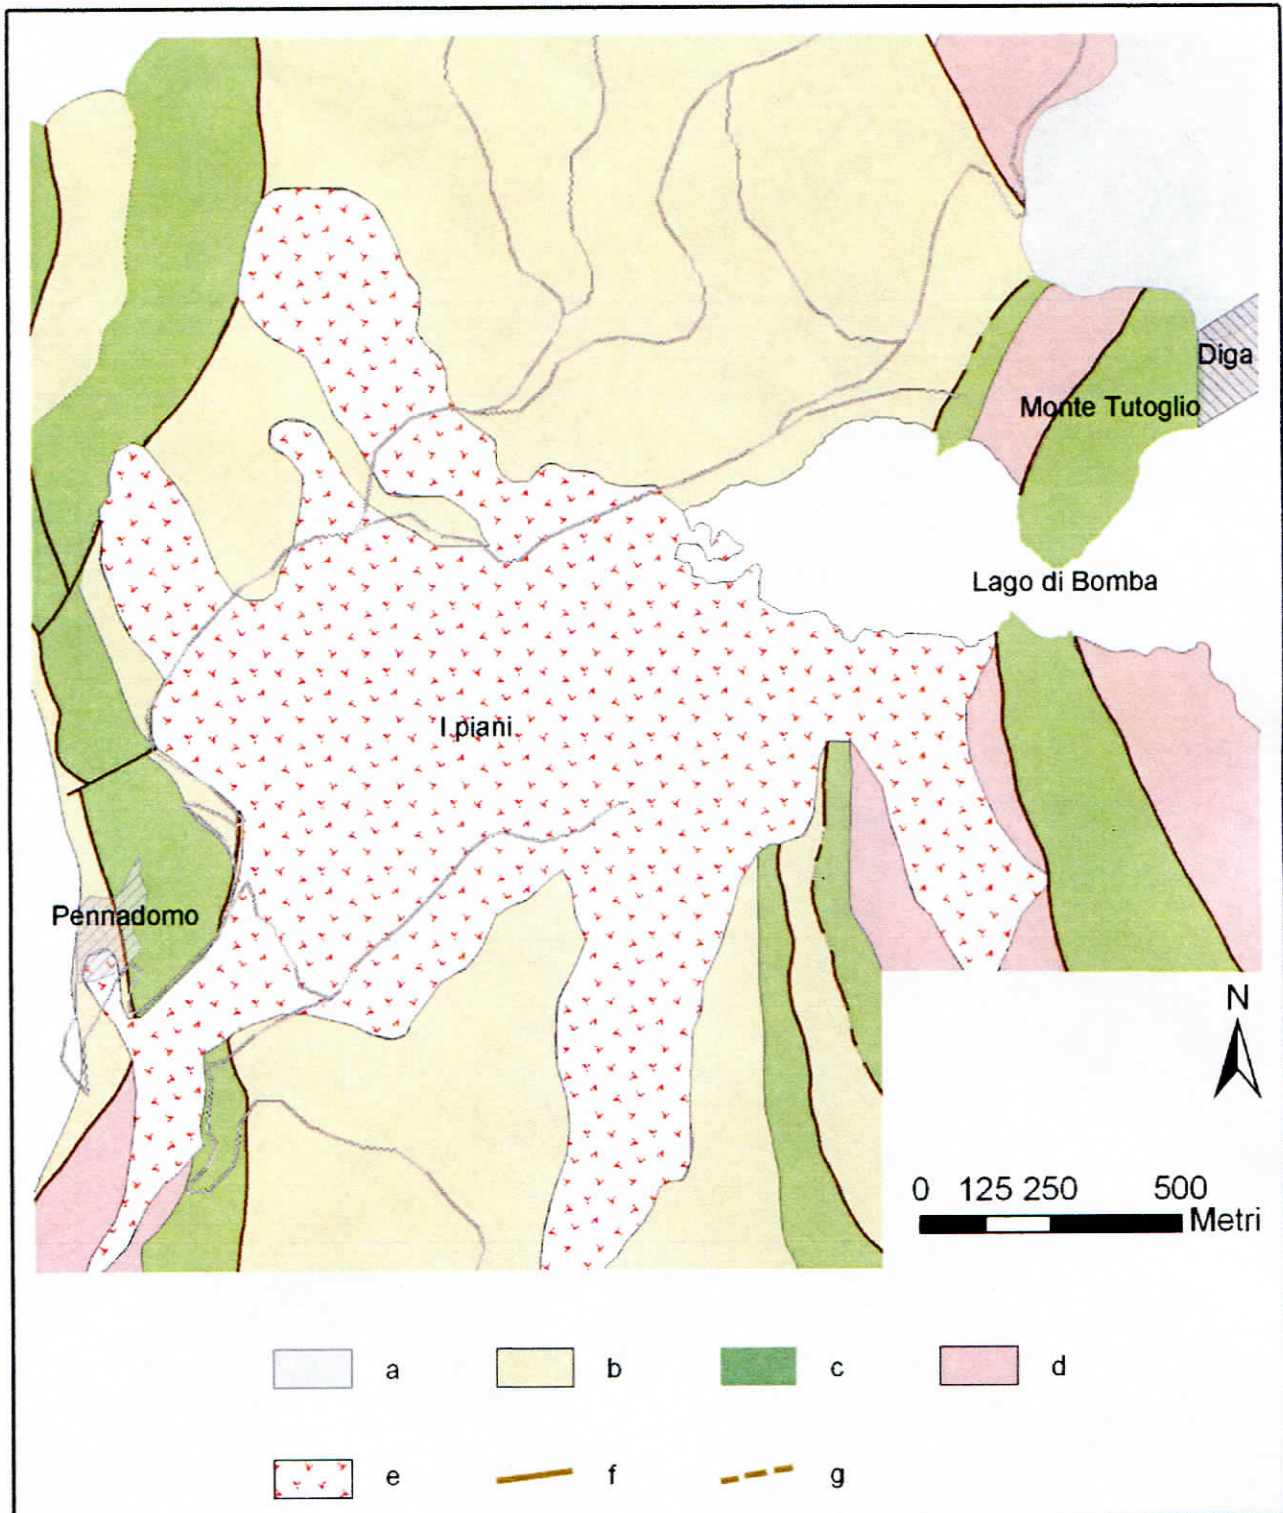 Diga
Monte Tutoglio
Lago di Bomba
I piani
Pennadomo
N
0 125 250 500
Metri
a b c d
e f g